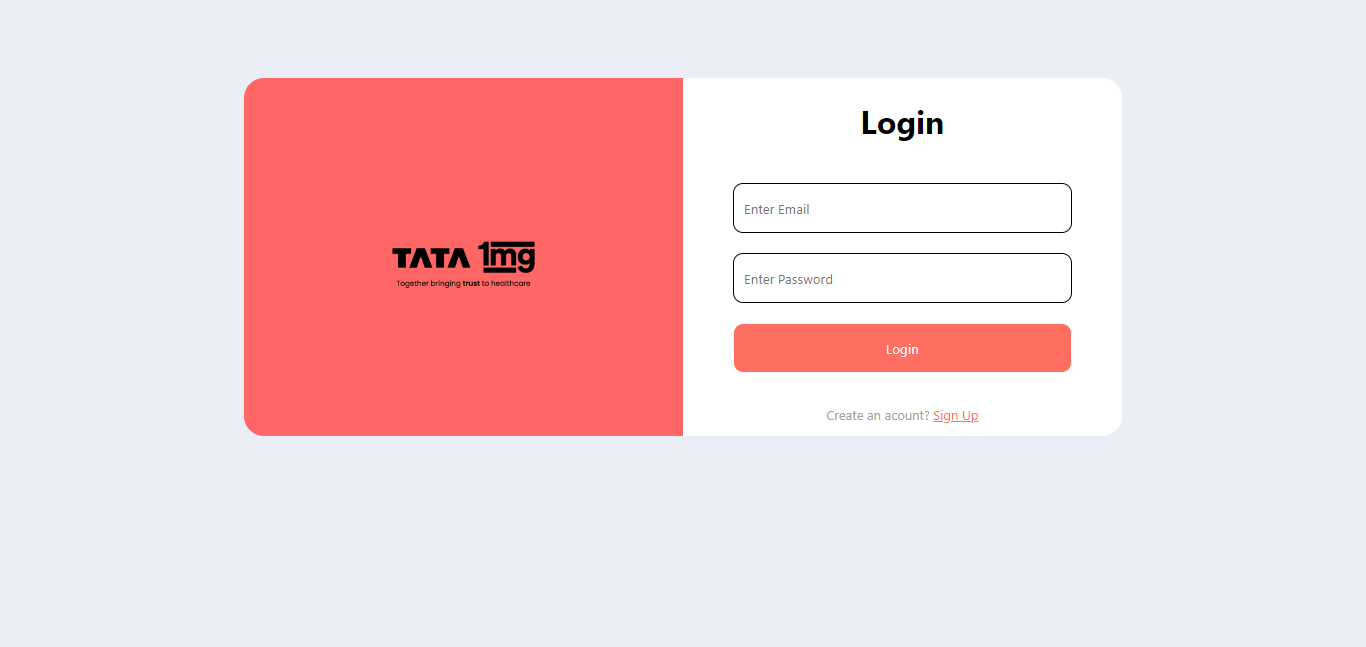 TATA 1mg
Together bringing trust to healthcare
Login
Enter Email
Enter Password
Login
Create an acount? Sign Up